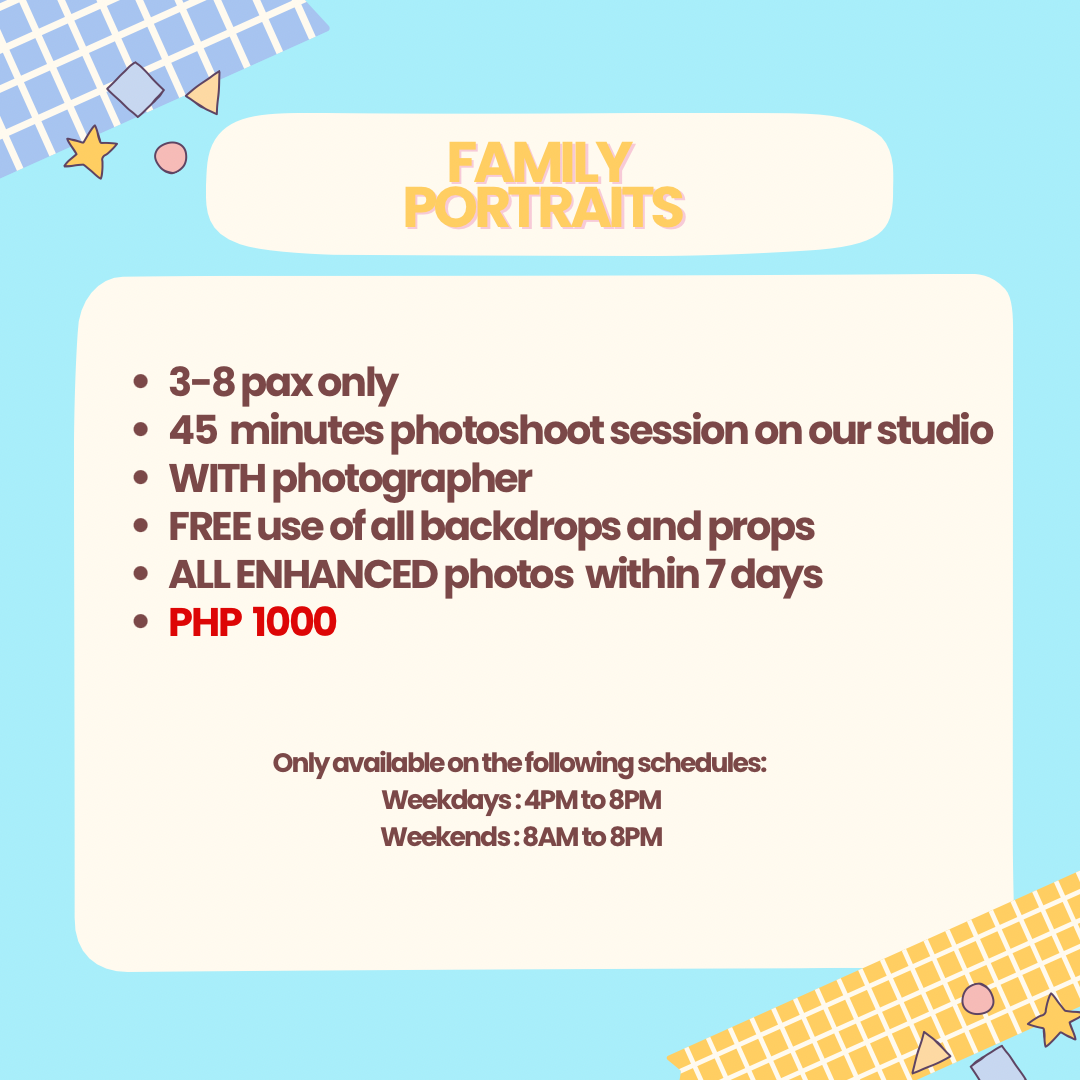 FAMILY
PORTRAITS
• 3-8 pax only
• 45 minutes photoshoot session on our studio
• WITH photographer
• FREE use of all backdrops and props
• ALL ENHANCED photos within 7 days
• PHP 1000
Only available on the following schedules:
Weekdays : 4PM to 8PM
Weekends : 8AM to 8PM